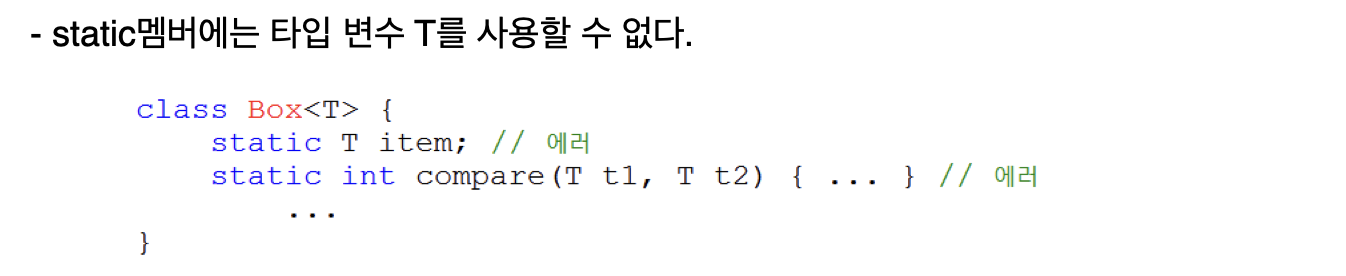 - static멤버에는 타입 변수 T를 사용할 수 없다.
class Box<T> {
static T item; // 에러
static int compare(T t1, T t2) { ... } // 에러
...
}